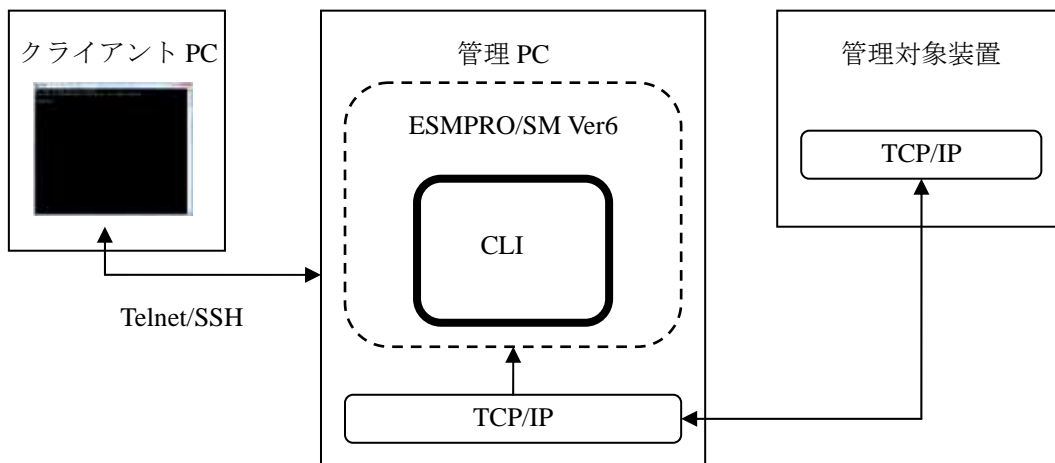 クライアント PC
Telnet/SSH
管理 PC
ESMPRO/SM Ver6
CLI
TCP/IP
管理対象装置
TCP/IP